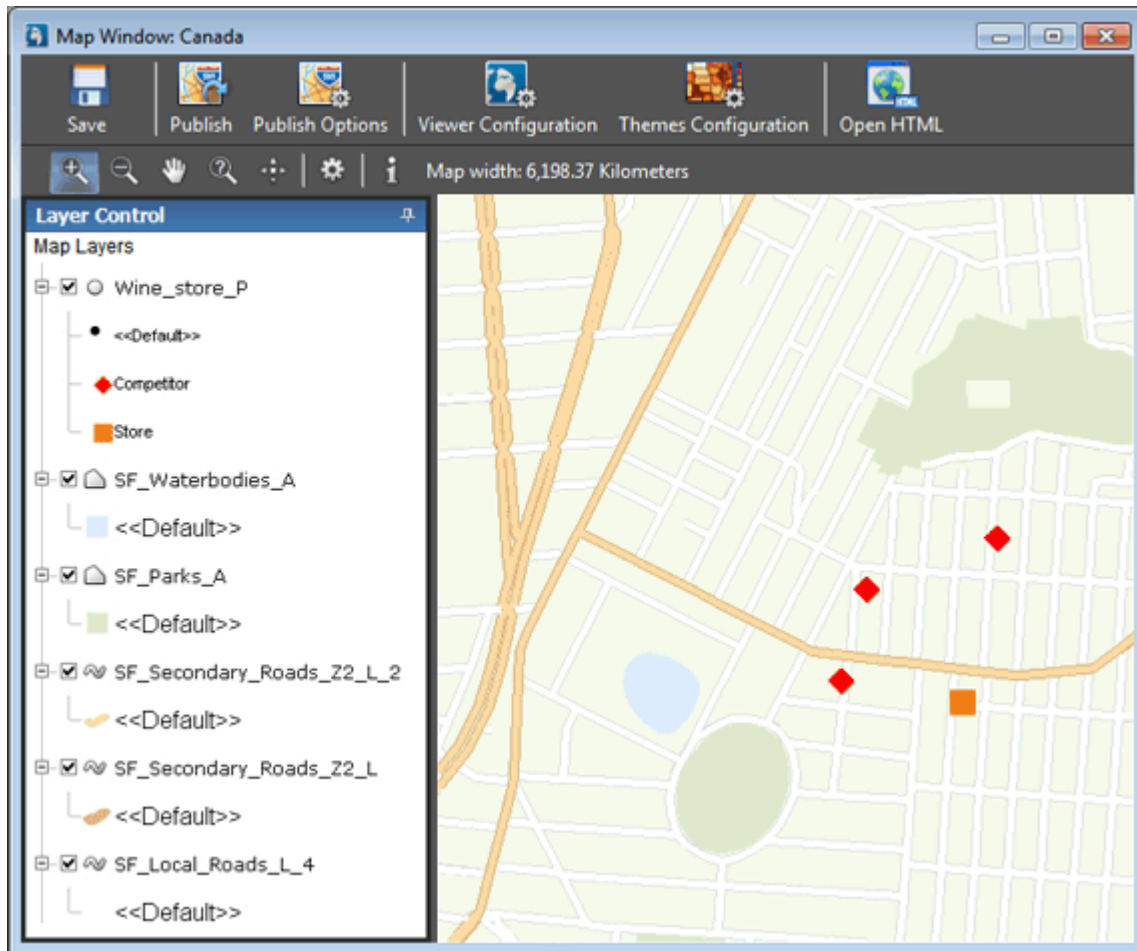 Map Window: Canada
Save Publish Publish Options Viewer Configuration Themes Configuration Open HTML
Map width: 6,198.37 Kilometers
Layer Control
Map Layers
Wine_store_P
<<Default>>
Competitor
Store
SF_Waterbodies_A
<<Default>>
SF_Parks_A
<<Default>>
SF_Secondary_Roads_Z2_L_2
<<Default>>
SF_Secondary_Roads_Z2_L
<<Default>>
SF_Local_Roads_L_4
<<Default>>